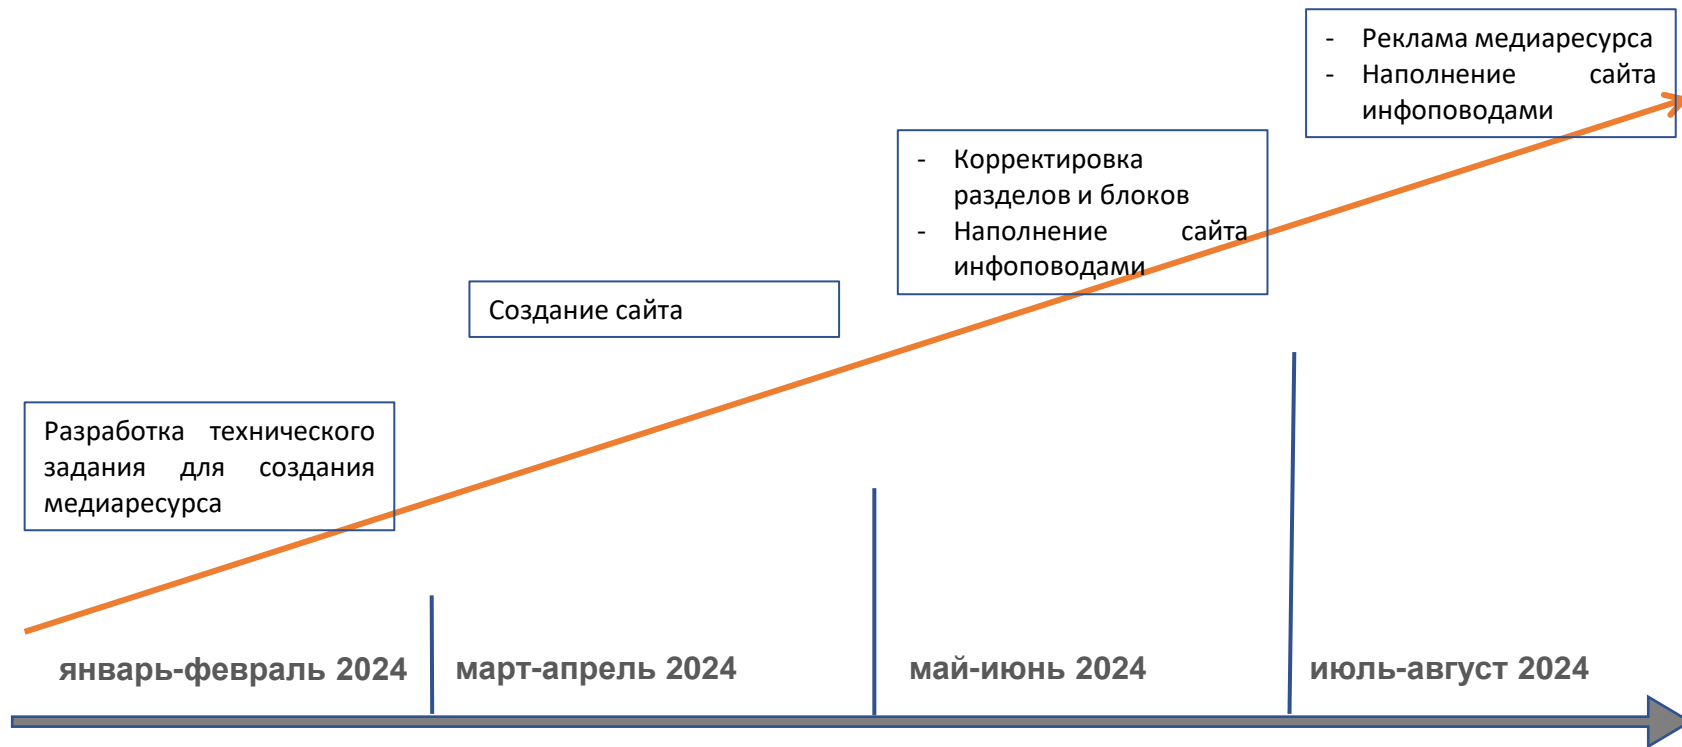 - Реклама медиаресурса
- Наполнение сайта
инфоповодами
- Корректировка
разделов и блоков
- Наполнение сайта
инфоповодами
Создание сайта
Разработка технического
задания для создания
медиаресурса
январь-февраль 2024
март-апрель 2024
май-июнь 2024
июль-август 2024